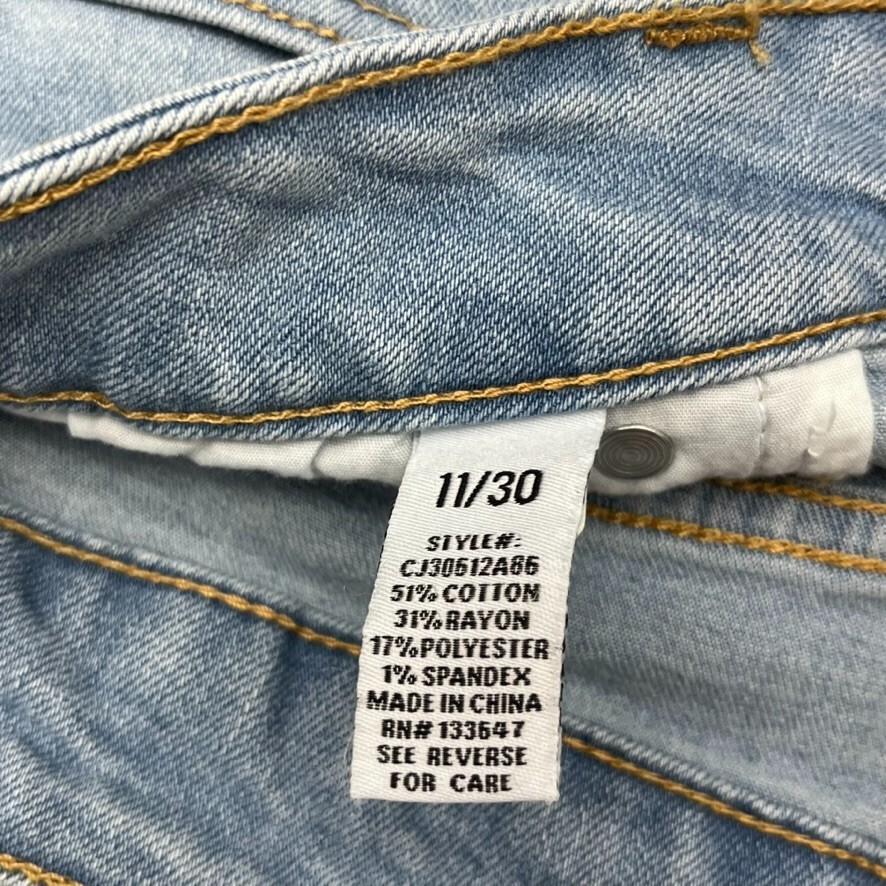 11/30
STYLE#:
CJ30612A86
51% COTTON
31% RAYON
17% POLYESTER
1% SPANDEX
MADE IN CHINA
RN# 133647
SEE REVERSE
FOR CARE